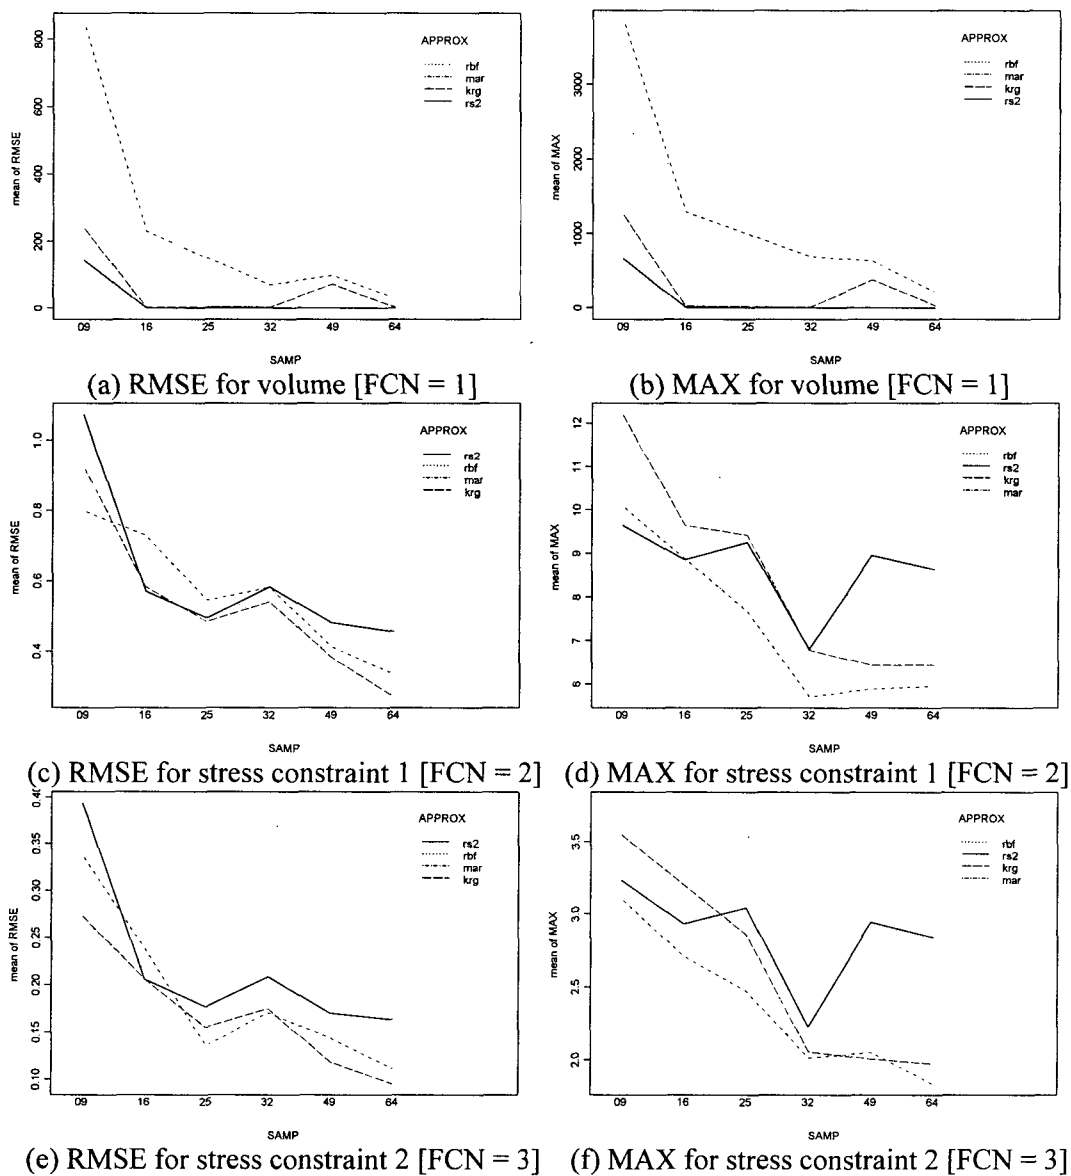 mean of RMSE
800
600
400
200
0
APPROX
rbf
mar
krg
rs2
09 16 25 32 49 64
SAMP
(a) RMSE for volume [FCN = 1]
mean of MAX
3000
2000
1000
0
APPROX
rbf
mar
krg
rs2
09 16 25 32 49 64
SAMP
(b) MAX for volume [FCN = 1]
mean of RMSE
1.0
0.8
0.6
0.4
APPROX
rs2
rbf
mar
krg
09 16 25 32 49 64
SAMP
(c) RMSE for stress constraint 1 [FCN = 2]
mean of MAX
12
11
10
9
8
7
6
APPROX
rbf
rs2
krg
mar
09 16 25 32 49 64
SAMP
(d) MAX for stress constraint 1 [FCN = 2]
mean of RMSE
0.40
0.35
0.30
0.25
0.20
0.15
0.10
APPROX
rs2
rbf
mar
krg
09 16 25 32 49 64
SAMP
(e) RMSE for stress constraint 2 [FCN = 3]
mean of MAX
3.5
3.0
2.5
2.0
APPROX
rbf
rs2
krg
mar
09 16 25 32 49 64
SAMP
(f) MAX for stress constraint 2 [FCN = 3]